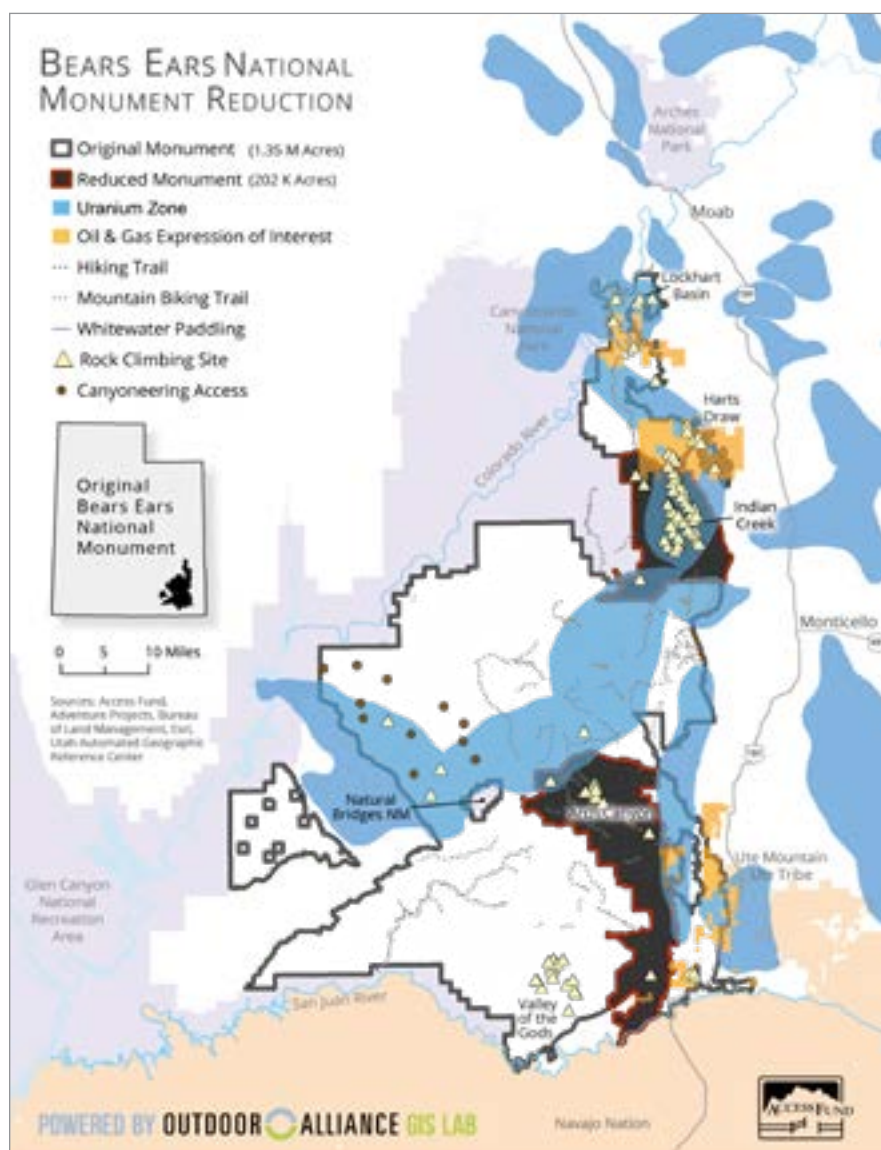 BEARS EARS NATIONAL
MONUMENT REDUCTION
Original Monument (1.35 M Acres)
Reduced Monument (202 K Acres)
Uranium Zone
Oil & Gas Expression of Interest
Hiking Trail
Mountain Biking Trail
Whitewater Paddling
Rock Climbing Site
Canyoneering Access
Original
Bears Ears
National
Monument
0 5 10 Miles
Sources: Access Fund,
Adventure Projects, Bureau
of Land Management, Esri,
Utah Automated Geographic
Reference Center
Arches
National
Park
Moab
Lockhart
Basin
Canyonlands
National
Park
Harts
Draw
Colorado River
Indian
Creek
Monticello
Natural
Bridges NM
Arch Canyon
Ute Mountain
Ute Tribe
Glen Canyon
National
Recreation
Area
San Juan River
Valley
of the
Gods
Navajo Nation
POWERED BY OUTDOOR ALLIANCE GIS LAB
ACCESS FUND